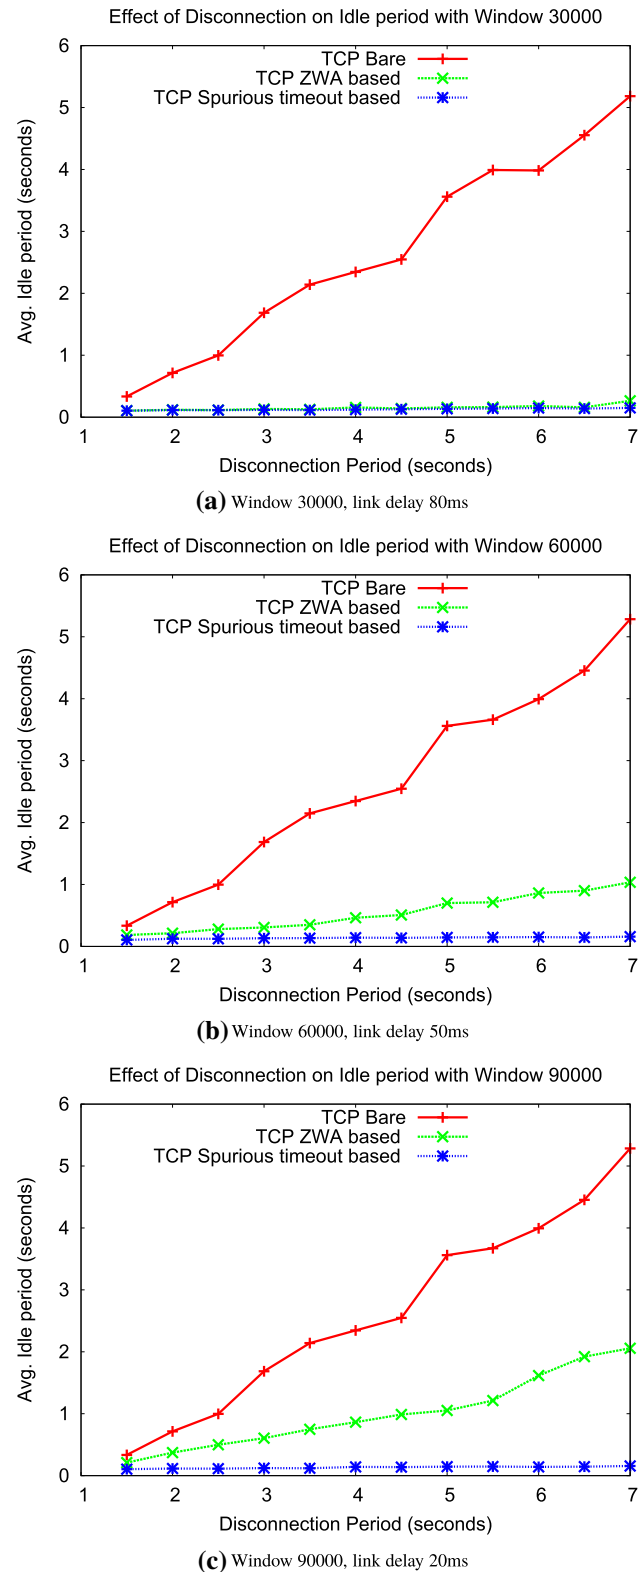 Effect of Disconnection on Idle period with Window 30000
TCP Bare
TCP ZWA based
TCP Spurious timeout based
Avg. Idle period (seconds)
6
5
4
3
2
1
0
1 2 3 4 5 6 7
Disconnection Period (seconds)
(a) Window 30000, link delay 80ms
Effect of Disconnection on Idle period with Window 60000
TCP Bare
TCP ZWA based
TCP Spurious timeout based
Avg. Idle period (seconds)
6
5
4
3
2
1
0
1 2 3 4 5 6 7
Disconnection Period (seconds)
(b) Window 60000, link delay 50ms
Effect of Disconnection on Idle period with Window 90000
TCP Bare
TCP ZWA based
TCP Spurious timeout based
Avg. Idle period (seconds)
6
5
4
3
2
1
0
1 2 3 4 5 6 7
Disconnection Period (seconds)
(c) Window 90000, link delay 20ms